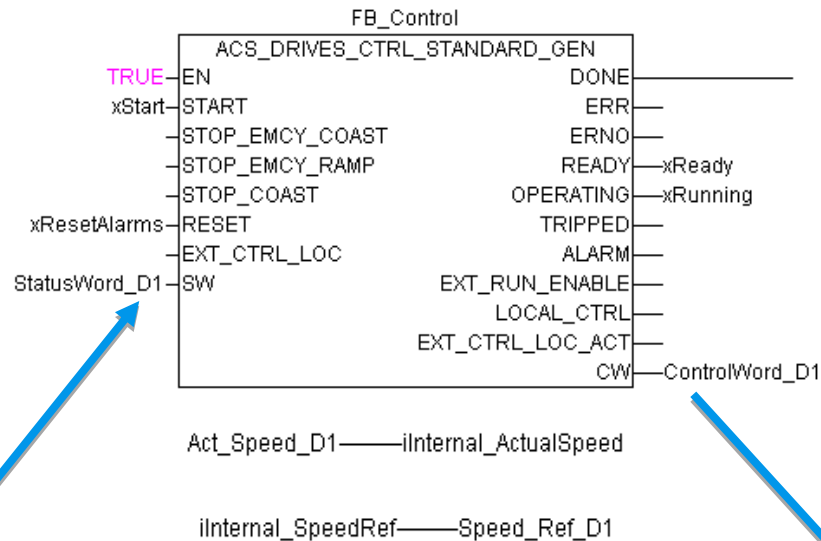 FB_Control
ACS_DRIVES_CTRL_STANDARD_GEN
TRUE EN DONE
xStart START ERR
STOP_EMCY_COAST ERNO
STOP_EMCY_RAMP READY xReady
STOP_COAST OPERATING xRunning
xResetAlarms RESET TRIPPED
EXT_CTRL_LOC ALARM
StatusWord_D1 SW EXT_RUN_ENABLE
LOCAL_CTRL
EXT_CTRL_LOC_ACT
CW ControlWord_D1
Act_Speed_D1 iInternal_ActualSpeed
iInternal_SpeedRef Speed_Ref_D1